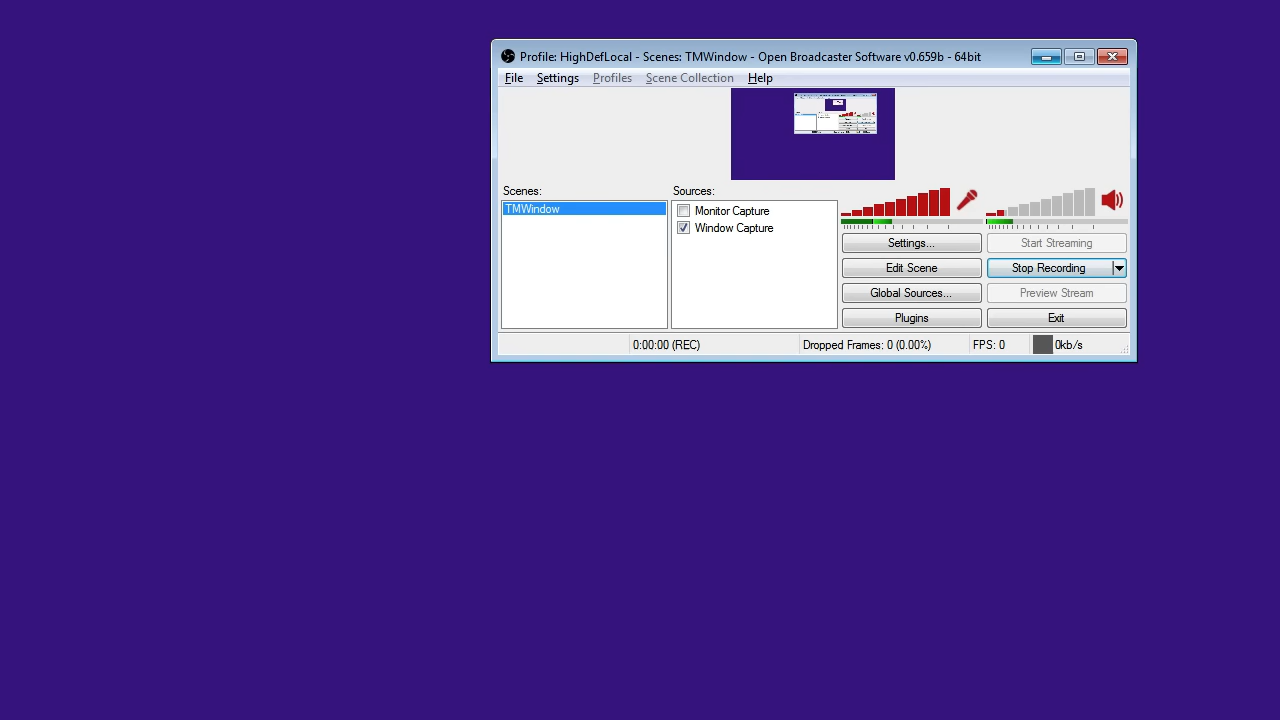 Profile: HighDefLocal - Scenes: TMWindow - Open Broadcaster Software v0.659b - 64bit
File Settings Profiles Scene Collection Help
Scenes:
TMWindow
Sources:
Monitor Capture
Window Capture
Settings...
Start Streaming
Edit Scene
Stop Recording
Global Sources...
Preview Stream
Plugins
Exit
0:00:00 (REC)
Dropped Frames: 0 (0.00%)
FPS: 0
0kb/s